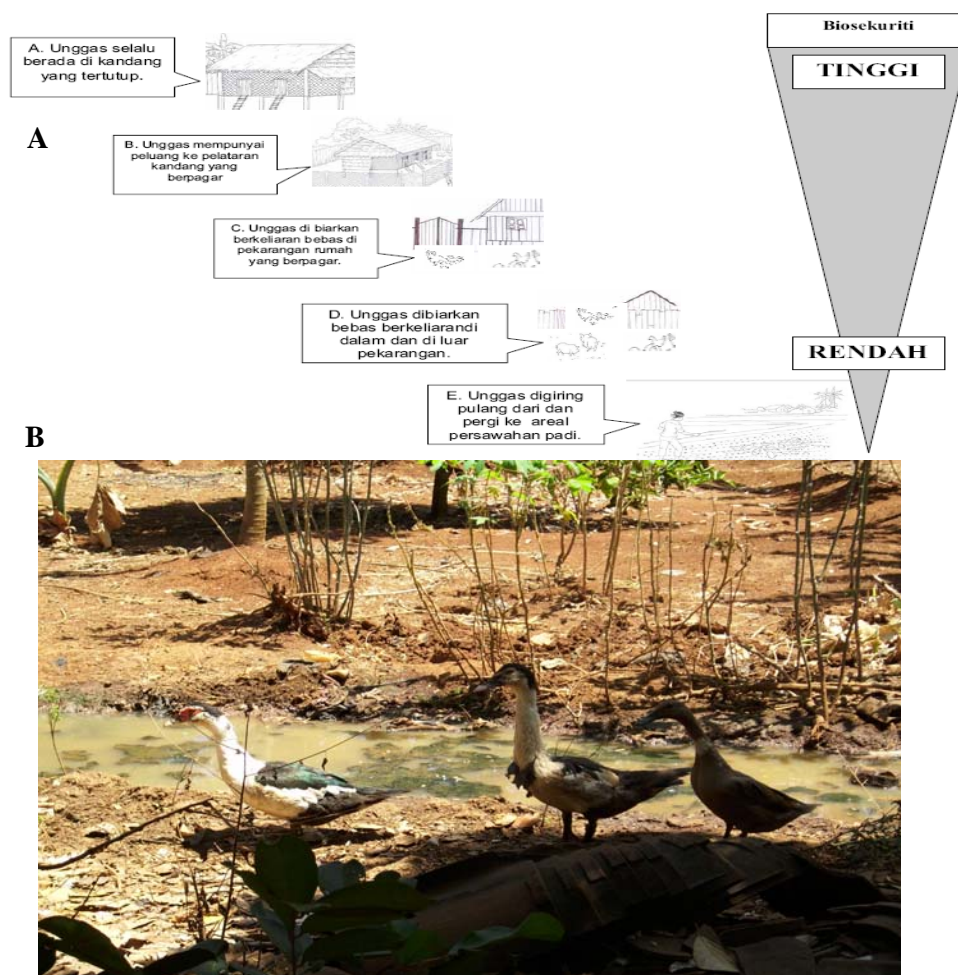 Biosekuriti
TINGGI
A. Unggas selalu
berada di kandang
yang tertutup.
A
B. Unggas mempunyai
peluang ke pelataran
kandang yang
berpagar
C. Unggas di biarkan
berkeliaran bebas di
pekarangan rumah
yang berpagar.
D. Unggas dibiarkan
bebas berkeliarandi
dalam dan di luar
pekarangan.
RENDAH
E. Unggas digiring
pulang dari dan
pergi ke areal
persawahan padi.
B